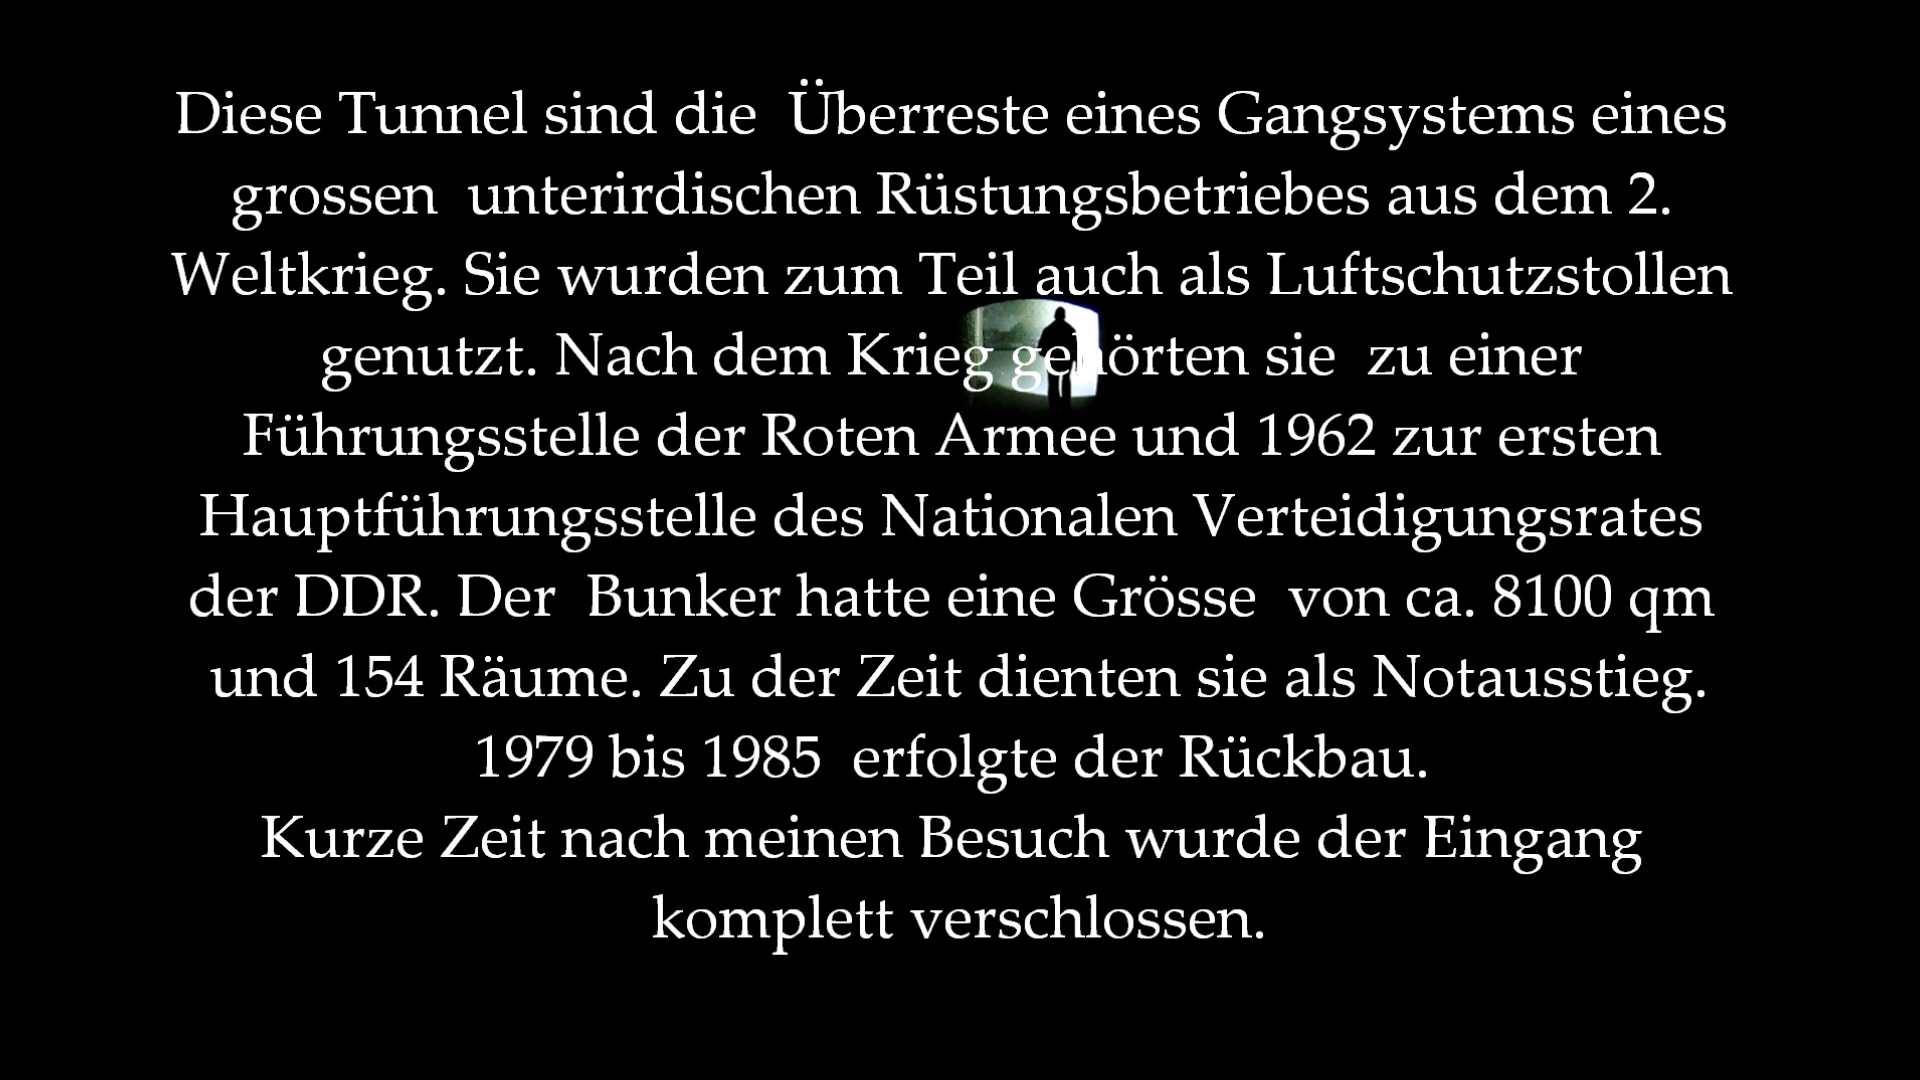 Diese Tunnel sind die  Überreste eines Gangsystems eines
grossen  unterirdischen Rüstungsbetriebes aus dem 2.
Weltkrieg. Sie wurden zum Teil auch als Luftschutzstollen
genutzt. Nach dem Krieg gehörten sie  zu einer
Führungsstelle der Roten Armee und 1962 zur ersten
Hauptführungsstelle des Nationalen Verteidigungsrates
der DDR. Der  Bunker hatte eine Grösse  von ca. 8100 qm
und 154 Räume. Zu der Zeit dienten sie als Notausstieg.
1979 bis 1985  erfolgte der Rückbau.
Kurze Zeit nach meinen Besuch wurde der Eingang
komplett verschlossen.